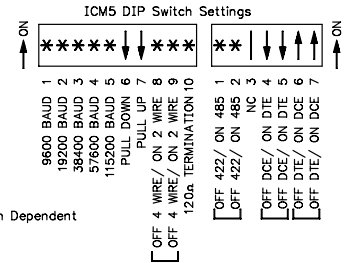 ICM5 DIP Switch Settings
ON
* * * * * * * * *
ON
9600 BAUD 1
19200 BAUD 2
38400 BAUD 3
57600 BAUD 4
115200 BAUD 5
PULL DOWN 6
PULL UP 7
OFF 4 WIRE/ ON 2 WIRE 8
OFF 4 WIRE/ ON 2 WIRE 9
120Ω TERMINATION 10
OFF 422/ ON 485 1
OFF 422/ ON 485 2
NC 3
OFF DCE/ ON DTE 4
OFF DCE/ ON DTE 5
OFF DTE/ ON DCE 6
OFF DTE/ ON DCE 7
Dependent